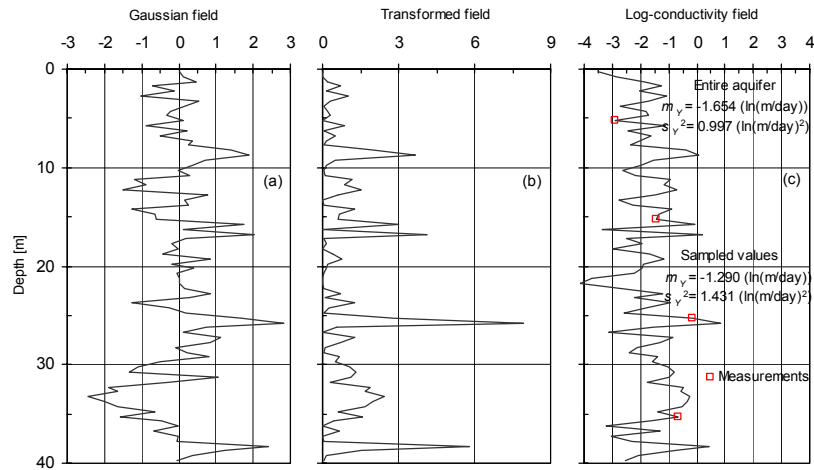 Gaussian field
Transformed field
Log-conductivity field
-3 -2 -1 0 1 2 3
0 3 6 9
-4 -3 -2 -1 0 1 2 3 4
0
10
20
30
40
Depth [m]
(a)
(b)
(c)
Entire aquifer
m_Y = -1.654 (ln(m/day))
s_Y² = 0.997 (ln(m/day)²)
Sampled values
m_Y = -1.290 (ln(m/day))
s_Y² = 1.431 (ln(m/day)²)
Measurements